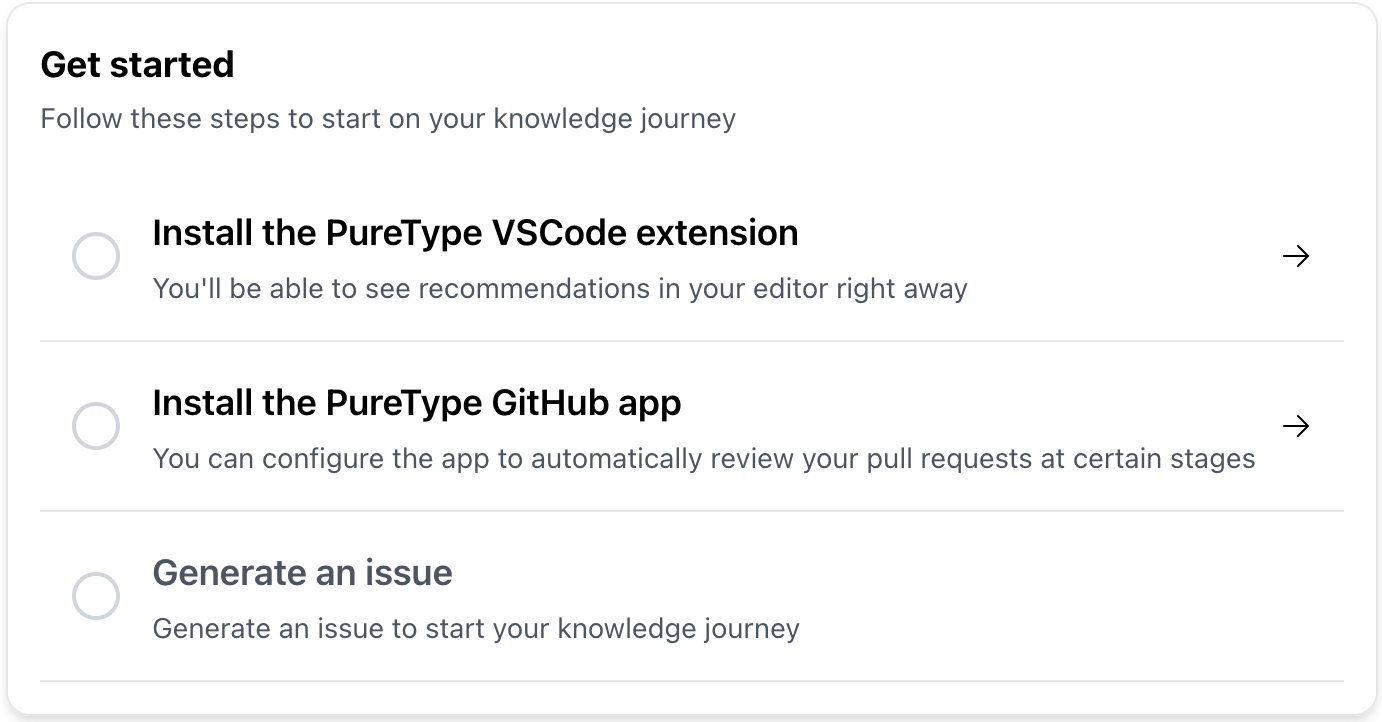 Get started
Follow these steps to start on your knowledge journey
Install the PureType VSCode extension
You'll be able to see recommendations in your editor right away
Install the PureType GitHub app
You can configure the app to automatically review your pull requests at certain stages
Generate an issue
Generate an issue to start your knowledge journey